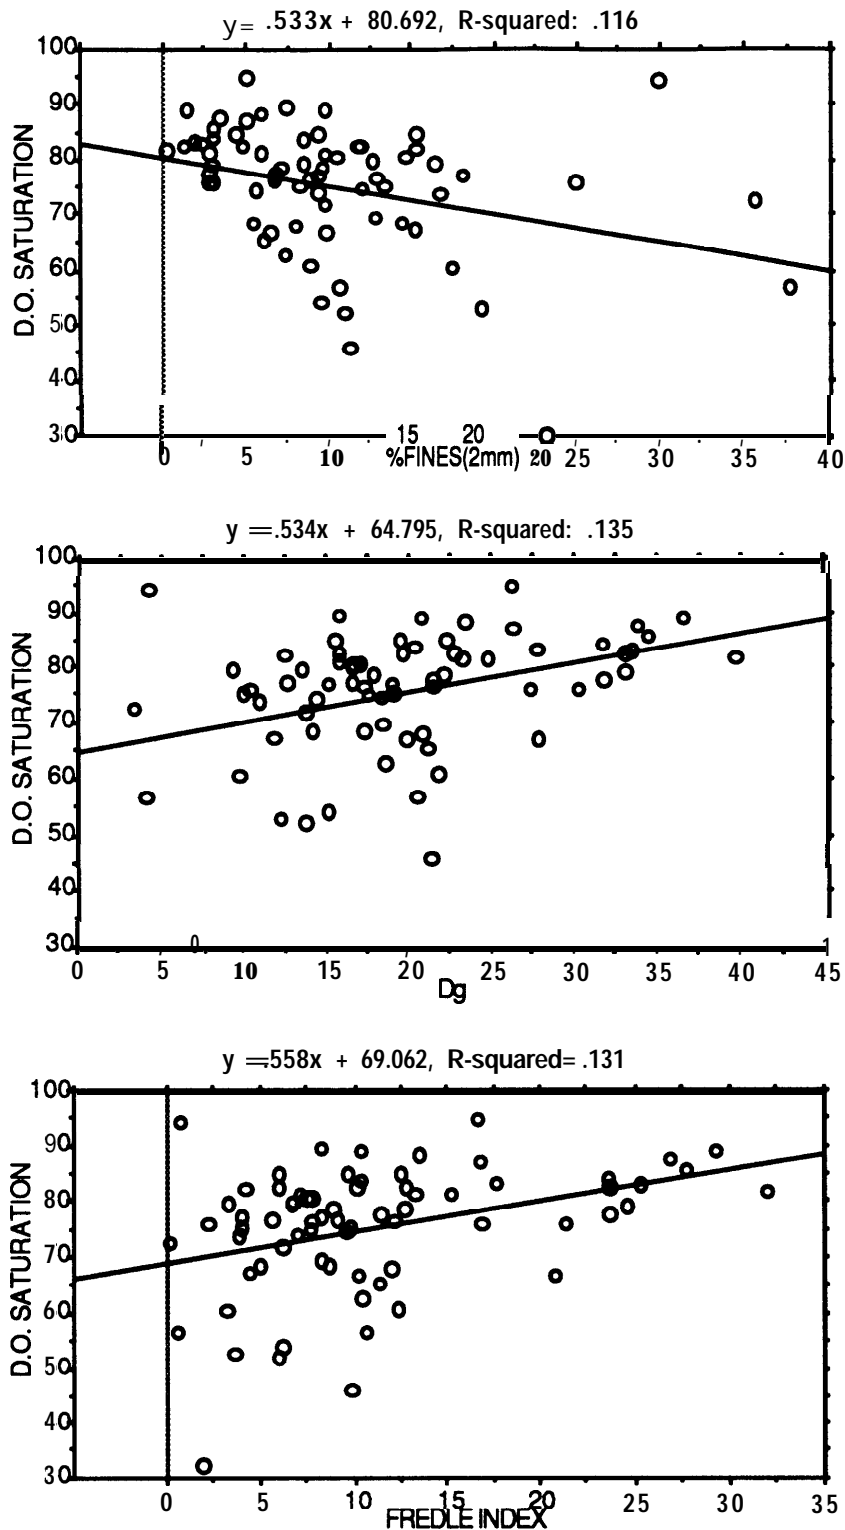 y= .533x + 80.692, R-squared: .116
100
90
80
70
60
50
40
30
D.O. SATURATION
15 20
0 5 10 %FINES(2mm) 20 25 30 35 40
y =.534x + 64.795, R-squared: .135
100
90
80
70
60
50
40
30
D.O. SATURATION
0 5 10 15 20 25 30 35 40 45
Dg
y =.558x + 69.062, R-squared= .131
100
90
80
70
60
50
40
30
D.O. SATURATION
0 5 10 15 20 25 30 35
FREDLE INDEX